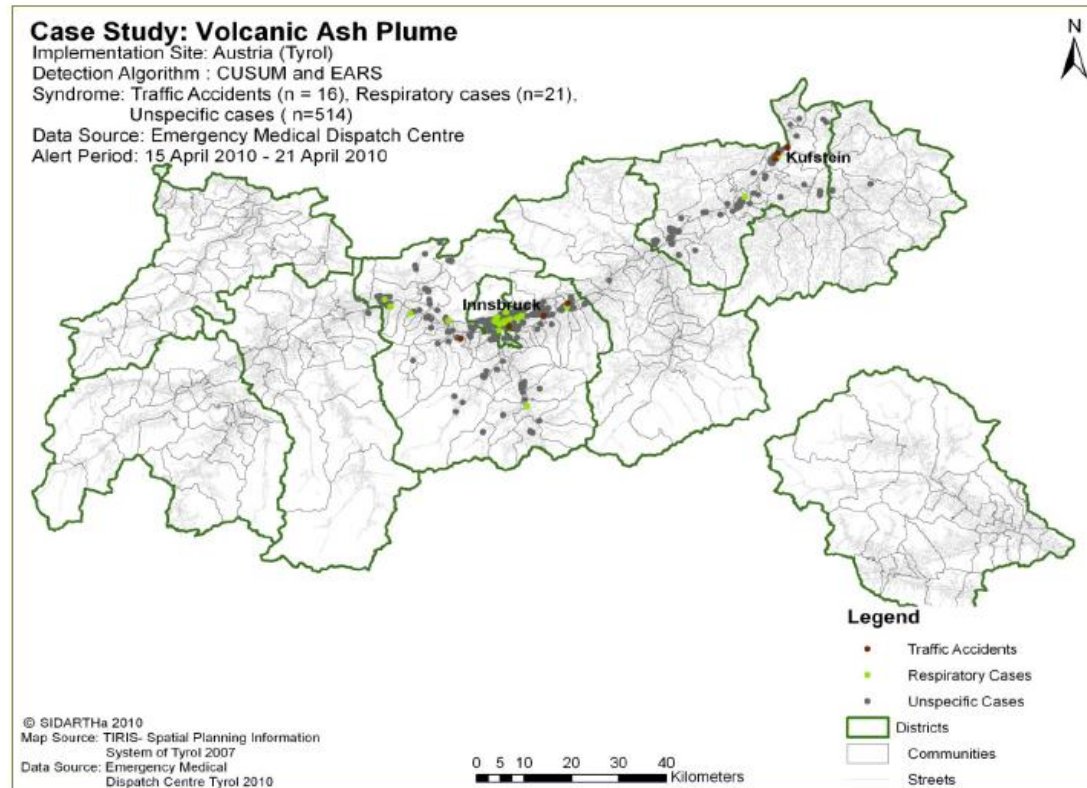 Case Study: Volcanic Ash Plume
Implementation Site: Austria (Tyrol)
Detection Algorithm : CUSUM and EARS
Syndrome: Traffic Accidents (n = 16), Respiratory cases (n=21),
Unspecific cases ( n=514)
Data Source: Emergency Medical Dispatch Centre
Alert Period: 15 April 2010 - 21 April 2010
N
Kufstein
Innsbruck
Legend
Traffic Accidents
Respiratory Cases
Unspecific Cases
Districts
Communities
Streets
© SIDARTHa 2010
Map Source: TIRIS- Spatial Planning Information
System of Tyrol 2007
Data Source: Emergency Medical
Dispatch Centre Tyrol 2010
0 5 10 20 30 40
Kilometers